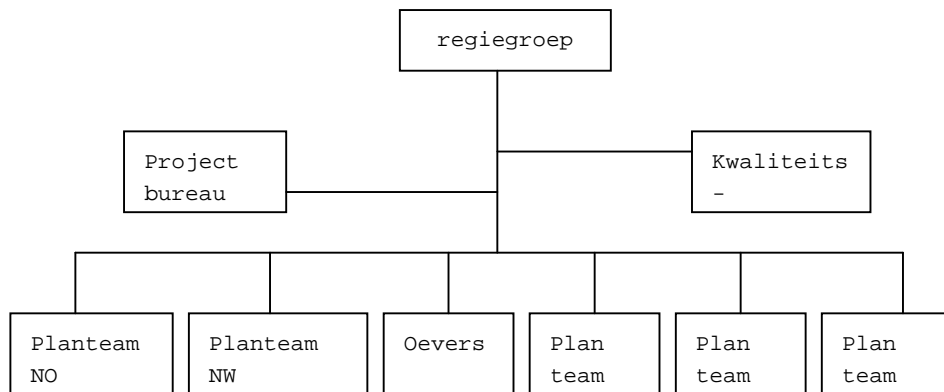 regiegroep
Project
bureau
Kwaliteits
-
Planteam
NO
Planteam
NW
Oevers
Plan
team
Plan
team
Plan
team